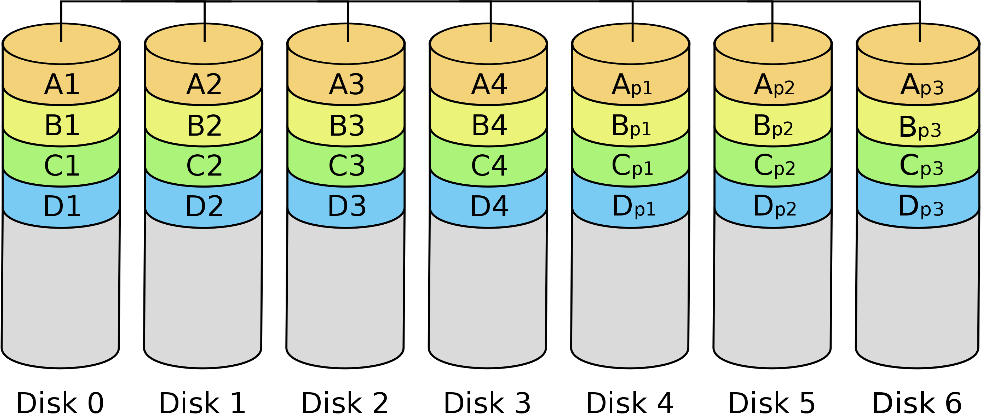 A1 A2 A3 A4 Ap1 Ap2 Ap3
B1 B2 B3 B4 Bp1 Bp2 Bp3
C1 C2 C3 C4 Cp1 Cp2 Cp3
D1 D2 D3 D4 Dp1 Dp2 Dp3
Disk 0 Disk 1 Disk 2 Disk 3 Disk 4 Disk 5 Disk 6